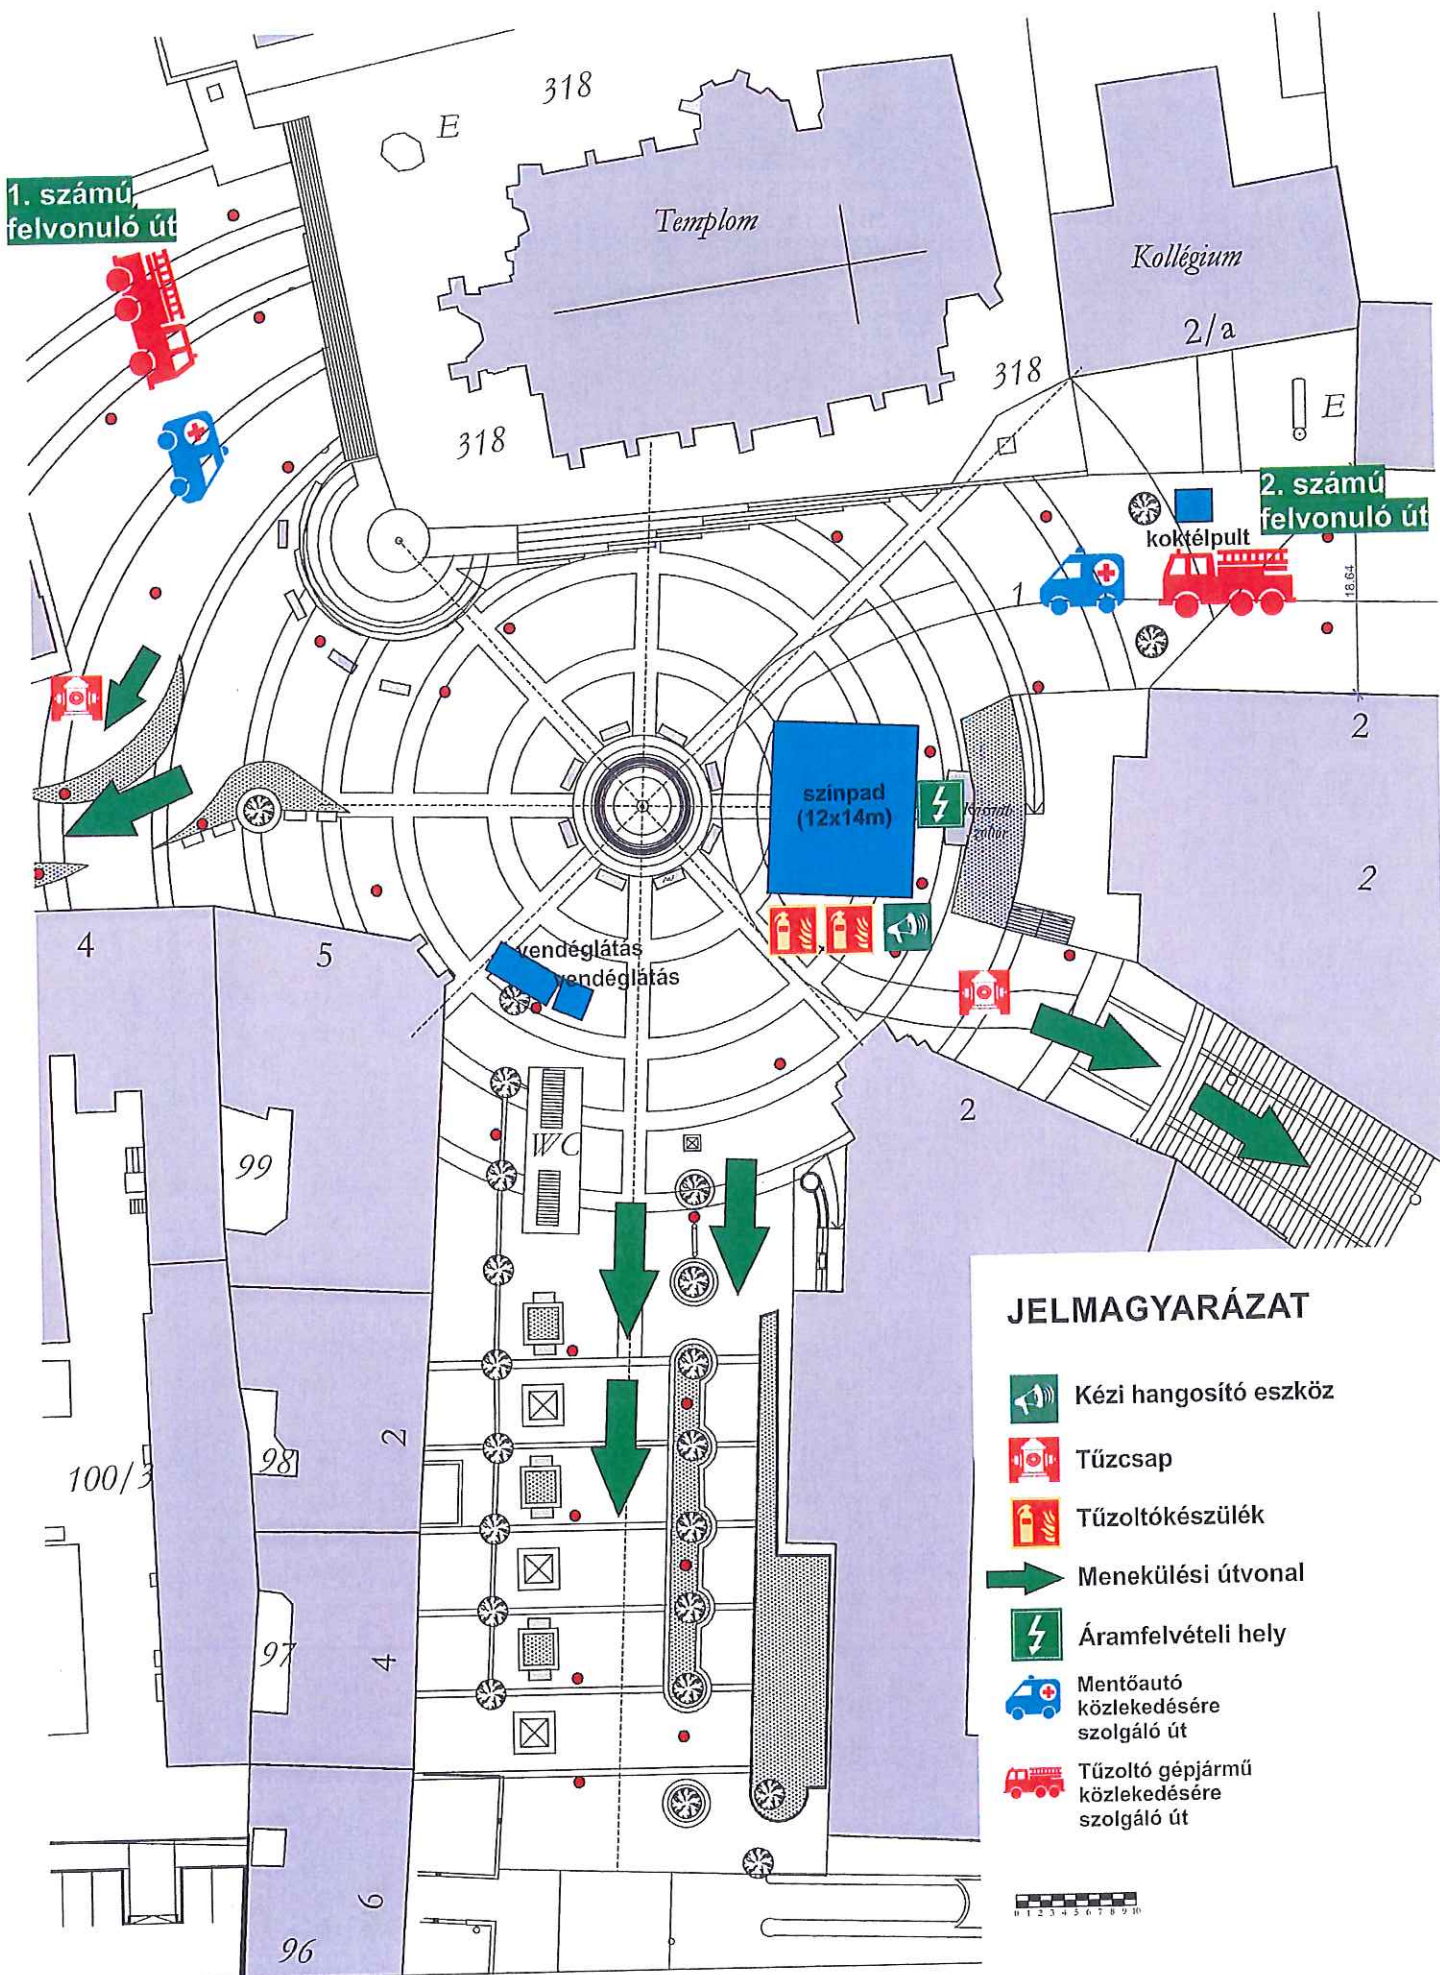 318
E
1. számú
felvonuló út
Templom
Kollégium
2/a
318
E
318
2. számú
felvonuló út
koktélpult
1
18.64
2
színpad
(12x14m)
2
4
5
vendéglátás
vendéglátás
2
99
WC
2
98
100/3
97
4
6
96
JELMAGYARÁZAT
Kézi hangosító eszköz
Tűzcsap
Tűzoltókészülék
Menekülési útvonal
Áramfelvételi hely
Mentőautó
közlekedésére
szolgáló út
Tűzoltó gépjármű
közlekedésére
szolgáló út
0 1 2 3 4 5 6 7 8 9 10